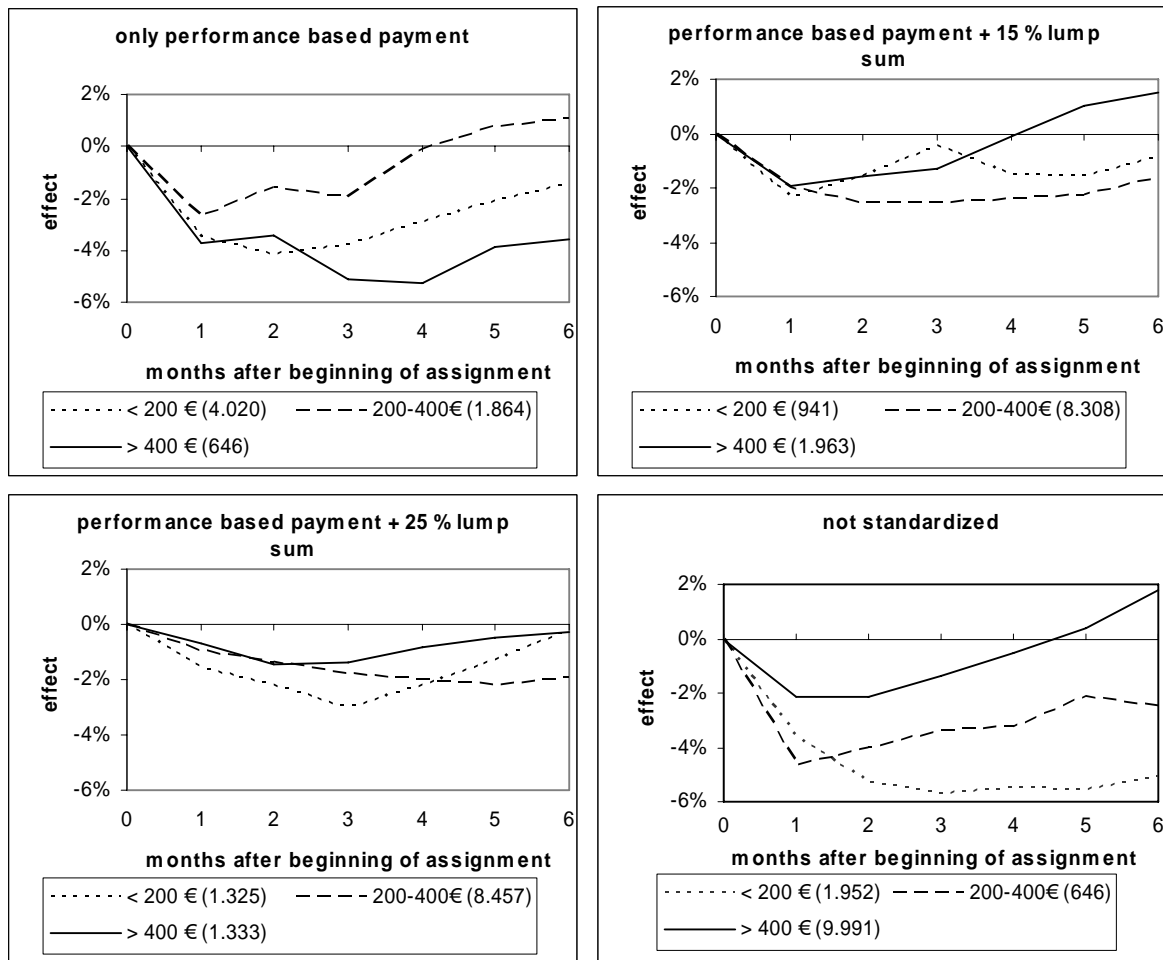 only performance based payment
2%
0%
-2%
-4%
-6%
effect
0 1 2 3 4 5 6
months after beginning of assignment
< 200 € (4.020) 200-400€ (1.864)
> 400 € (646)
performance based payment + 15 % lump
sum
2%
0%
-2%
-4%
-6%
effect
0 1 2 3 4 5 6
months after beginning of assignment
< 200 € (941) 200-400€ (8.308)
> 400 € (1.963)
performance based payment + 25 % lump
sum
2%
0%
-2%
-4%
-6%
effect
0 1 2 3 4 5 6
months after beginning of assignment
< 200 € (1.325) 200-400€ (8.457)
> 400 € (1.333)
not standardized
2%
0%
-2%
-4%
-6%
effect
0 1 2 3 4 5 6
months after beginning of assignment
< 200 € (1.952) 200-400€ (646)
> 400 € (9.991)